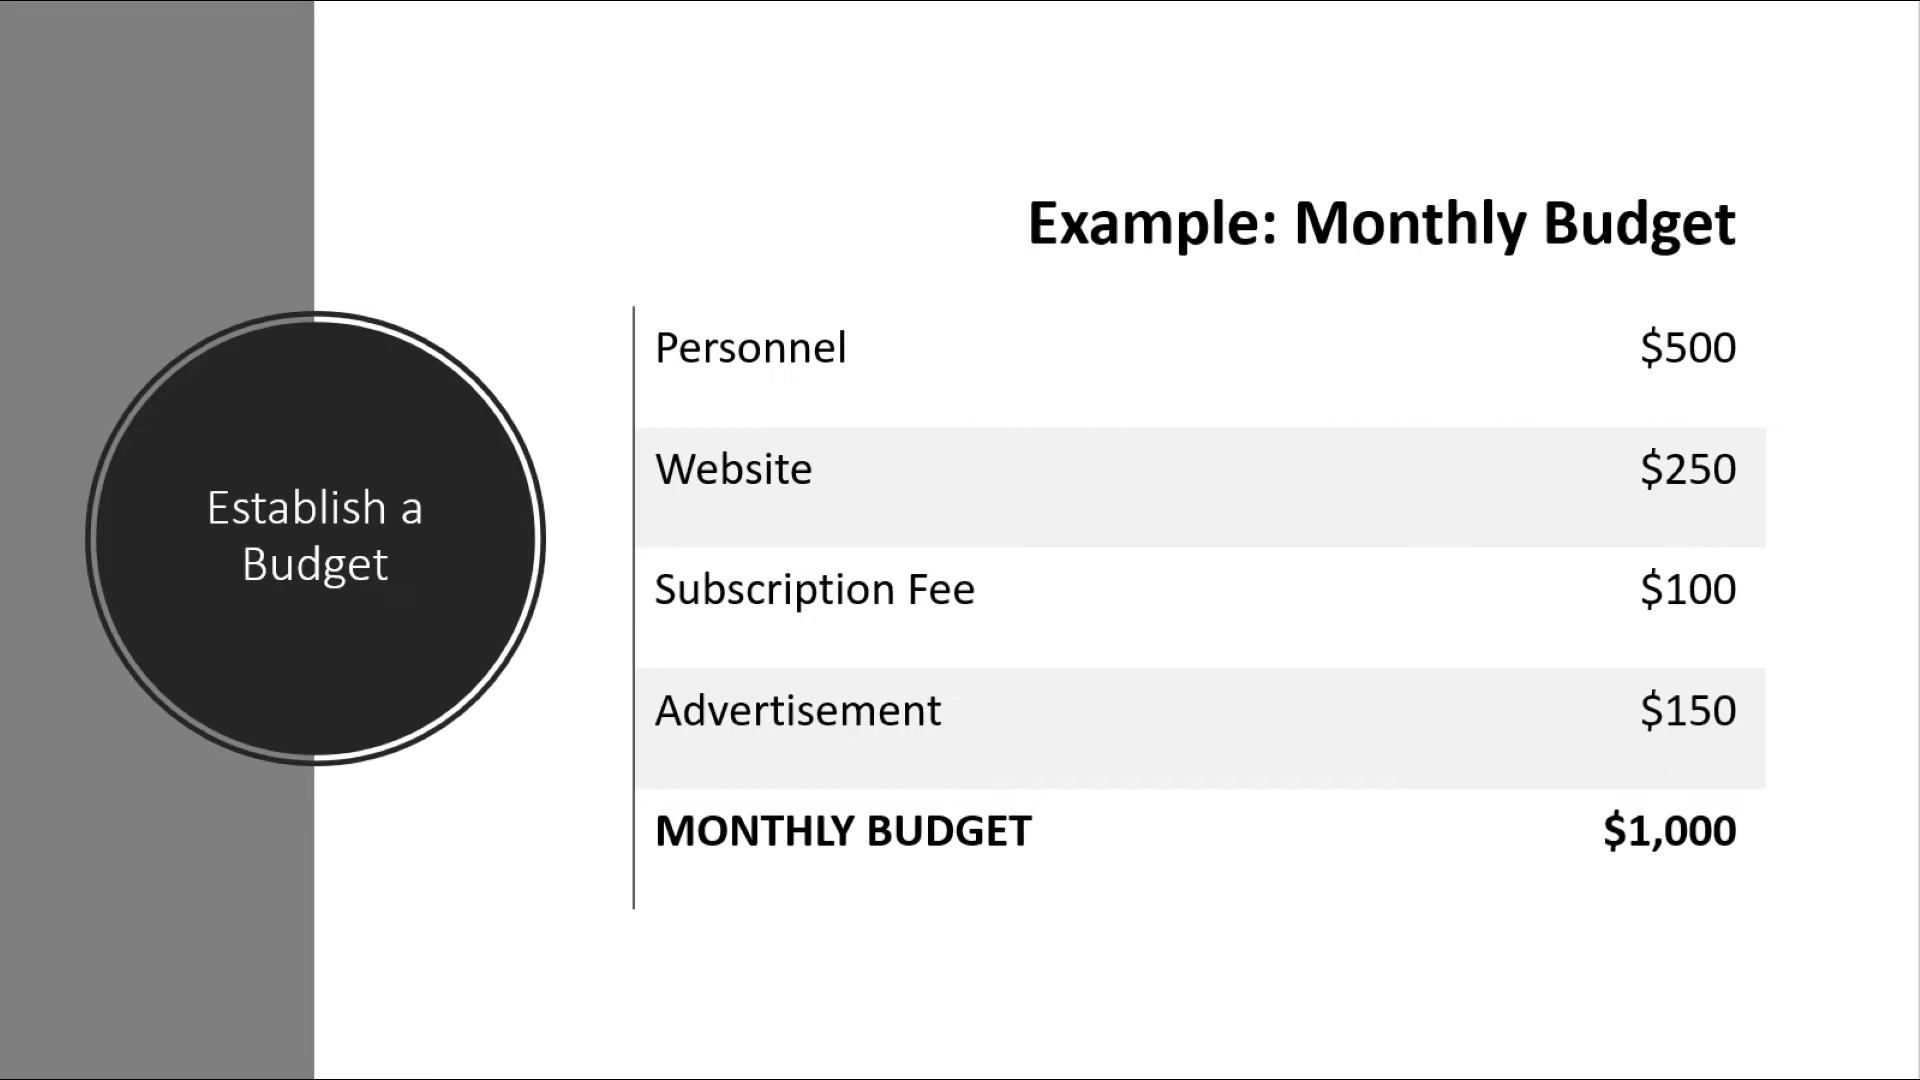 Establish a
Budget
Example: Monthly Budget
Personnel $500
Website $250
Subscription Fee $100
Advertisement $150
MONTHLY BUDGET $1,000